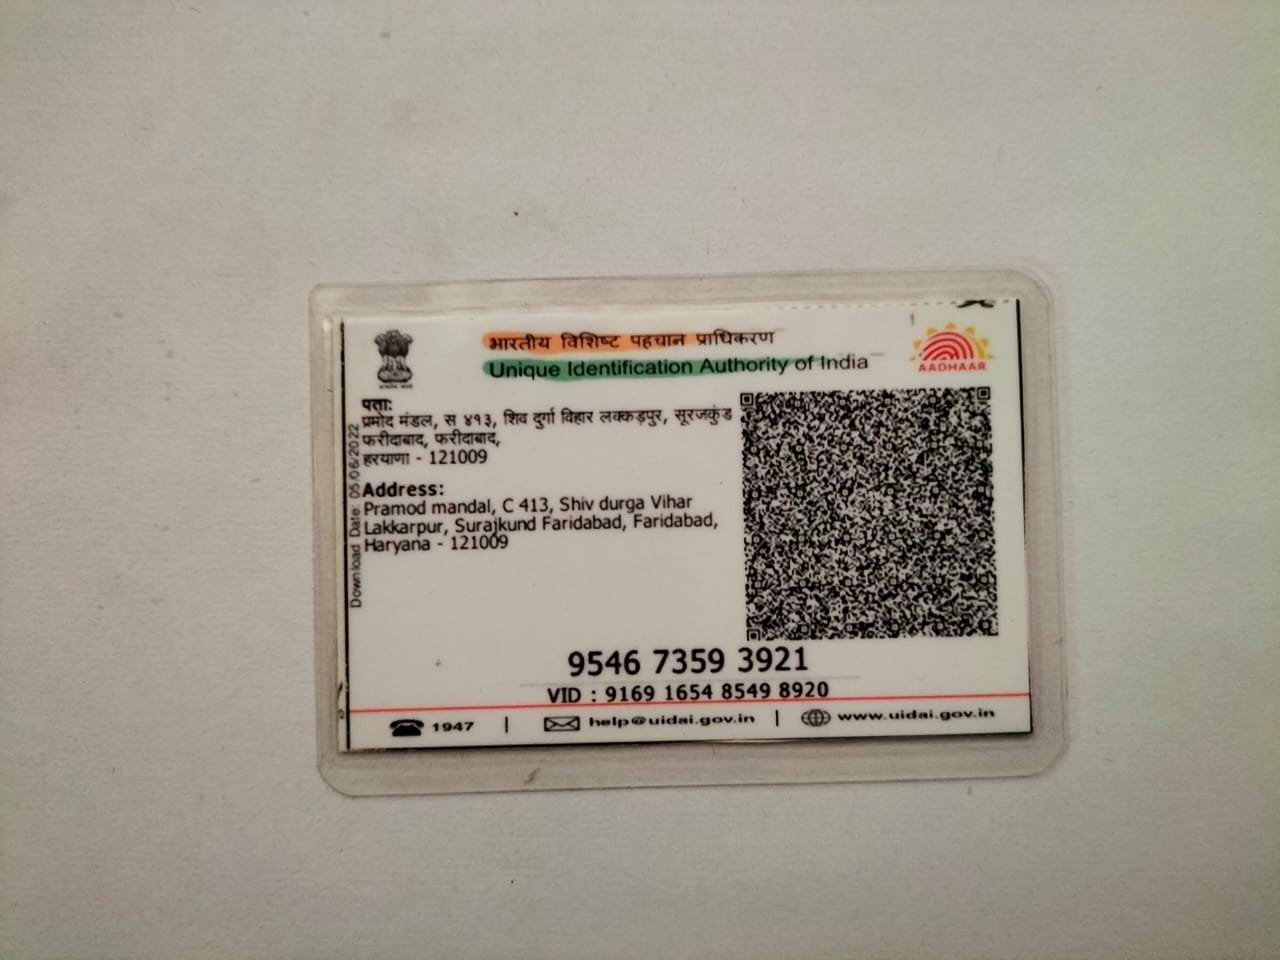 भारतीय विशिष्ट पहचान प्राधिकरण
Unique Identification Authority of India
AADHAAR
पता:
प्रमोद मंडल, स ४१३, शिव दुर्गा विहार लक्कड़पुर, सूरजकुंड
फरीदाबाद, फरीदाबाद,
हरयाणा - 121009
Address:
Pramod mandal, C 413, Shiv durga Vihar
Lakkarpur, Surajkund Faridabad, Faridabad,
Haryana - 121009
Download Date: 05/06/2022
9546 7359 3921
VID : 9169 1654 8549 8920
1947 | help@uidai.gov.in | www.uidai.gov.in